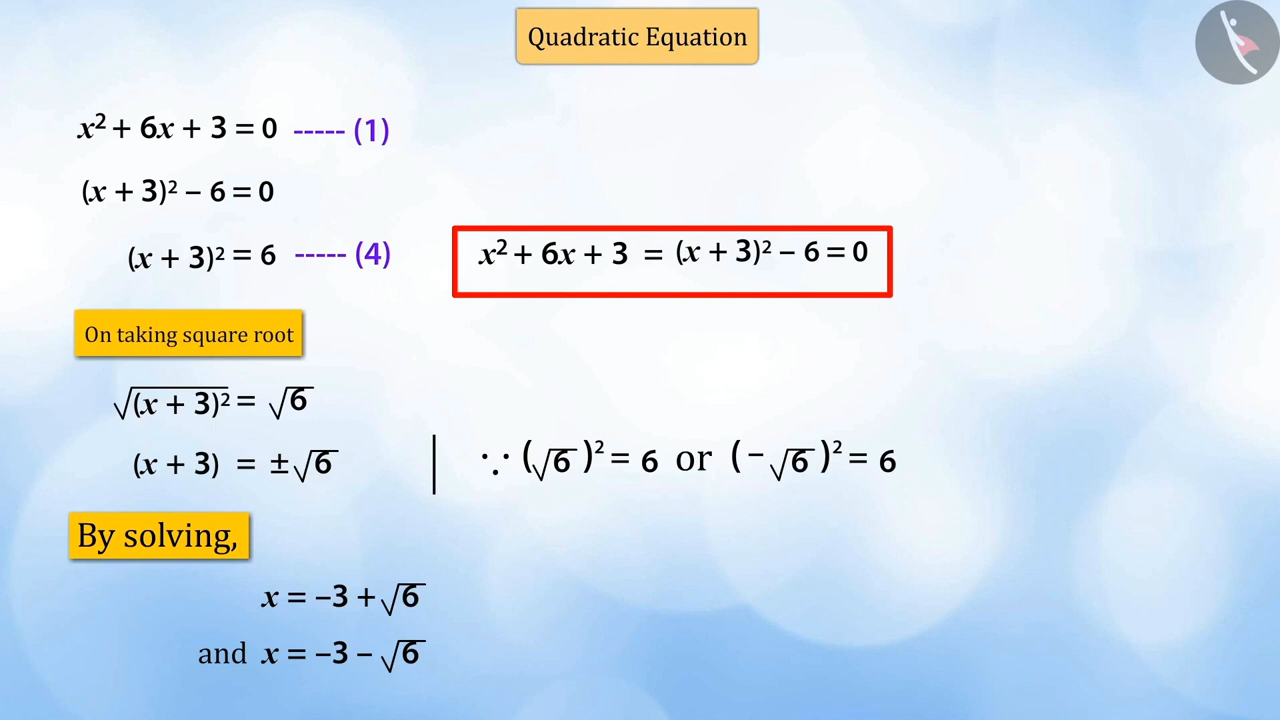 Quadratic Equation
x² + 6x + 3 = 0 ----- (1)
(x + 3)² – 6 = 0
(x + 3)² = 6 ----- (4)
x² + 6x + 3 = (x + 3)² – 6 = 0
On taking square root
√(x + 3)² = √6
(x + 3) = ±√6 | ∵ (√6)² = 6 or (–√6)² = 6
By solving,
x = –3 + √6
and x = –3 – √6